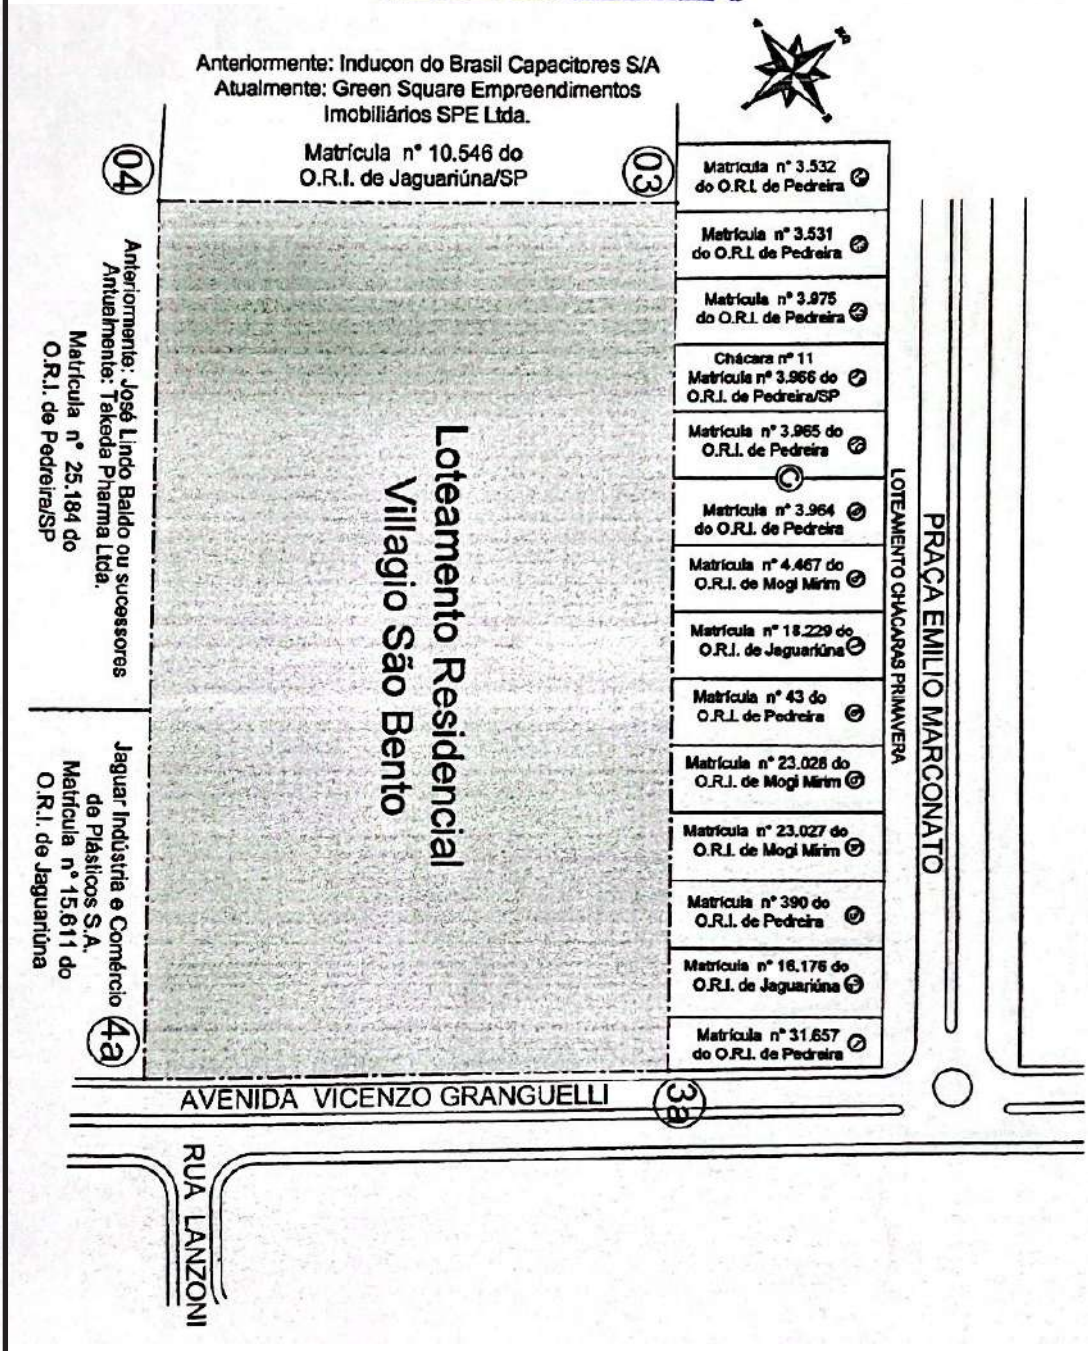 Anteriormente: Inducon do Brasil Capacitores S/A
Atualmente: Green Square Empreendimentos
Imobiliários SPE Ltda.
Matrícula n° 10.546 do
O.R.I. de Jaguariúna/SP
04
03
Anteriormente: José Lindo Baldo ou sucessores
Antualmente: Takeda Pharma Ltda.
Matrícula n° 25.184 do
O.R.I. de Pedreira/SP
Jaguar Indústria e Comércio
de Plásticos S.A.
Matrícula n° 15.611 do
O.R.I. de Jaguariúna
4a
Loteamento Residencial
Villagio São Bento
Matrícula n° 3.532
do O.R.I. de Pedreira
Matrícula n° 3.531
do O.R.I. de Pedreira
Matrícula n° 3.975
do O.R.I. de Pedreira
Chácara n° 11
Matrícula n° 3.966 do
O.R.I. de Pedreira/SP
Matrícula n° 3.965 do
O.R.I. de Pedreira
C
Matrícula n° 3.964
do O.R.I. de Pedreira
Matrícula n° 4.467 do
O.R.I. de Mogi Mirim
Matrícula n° 18.229 do
O.R.I. de Jaguariúna
Matrícula n° 43 do
O.R.I. de Pedreira
Matrícula n° 23.028 do
O.R.I. de Mogi Mirim
Matrícula n° 23.027 do
O.R.I. de Mogi Mirim
Matrícula n° 390 do
O.R.I. de Pedreira
Matrícula n° 16.176 do
O.R.I. de Jaguariúna
Matrícula n° 31.657
do O.R.I. de Pedreira
LOTEAMENTO CHÁCARAS PRIMAVERA
PRAÇA EMILIO MARCONATO
3a
AVENIDA VICENZO GRANGUELLI
RUA LANZONI